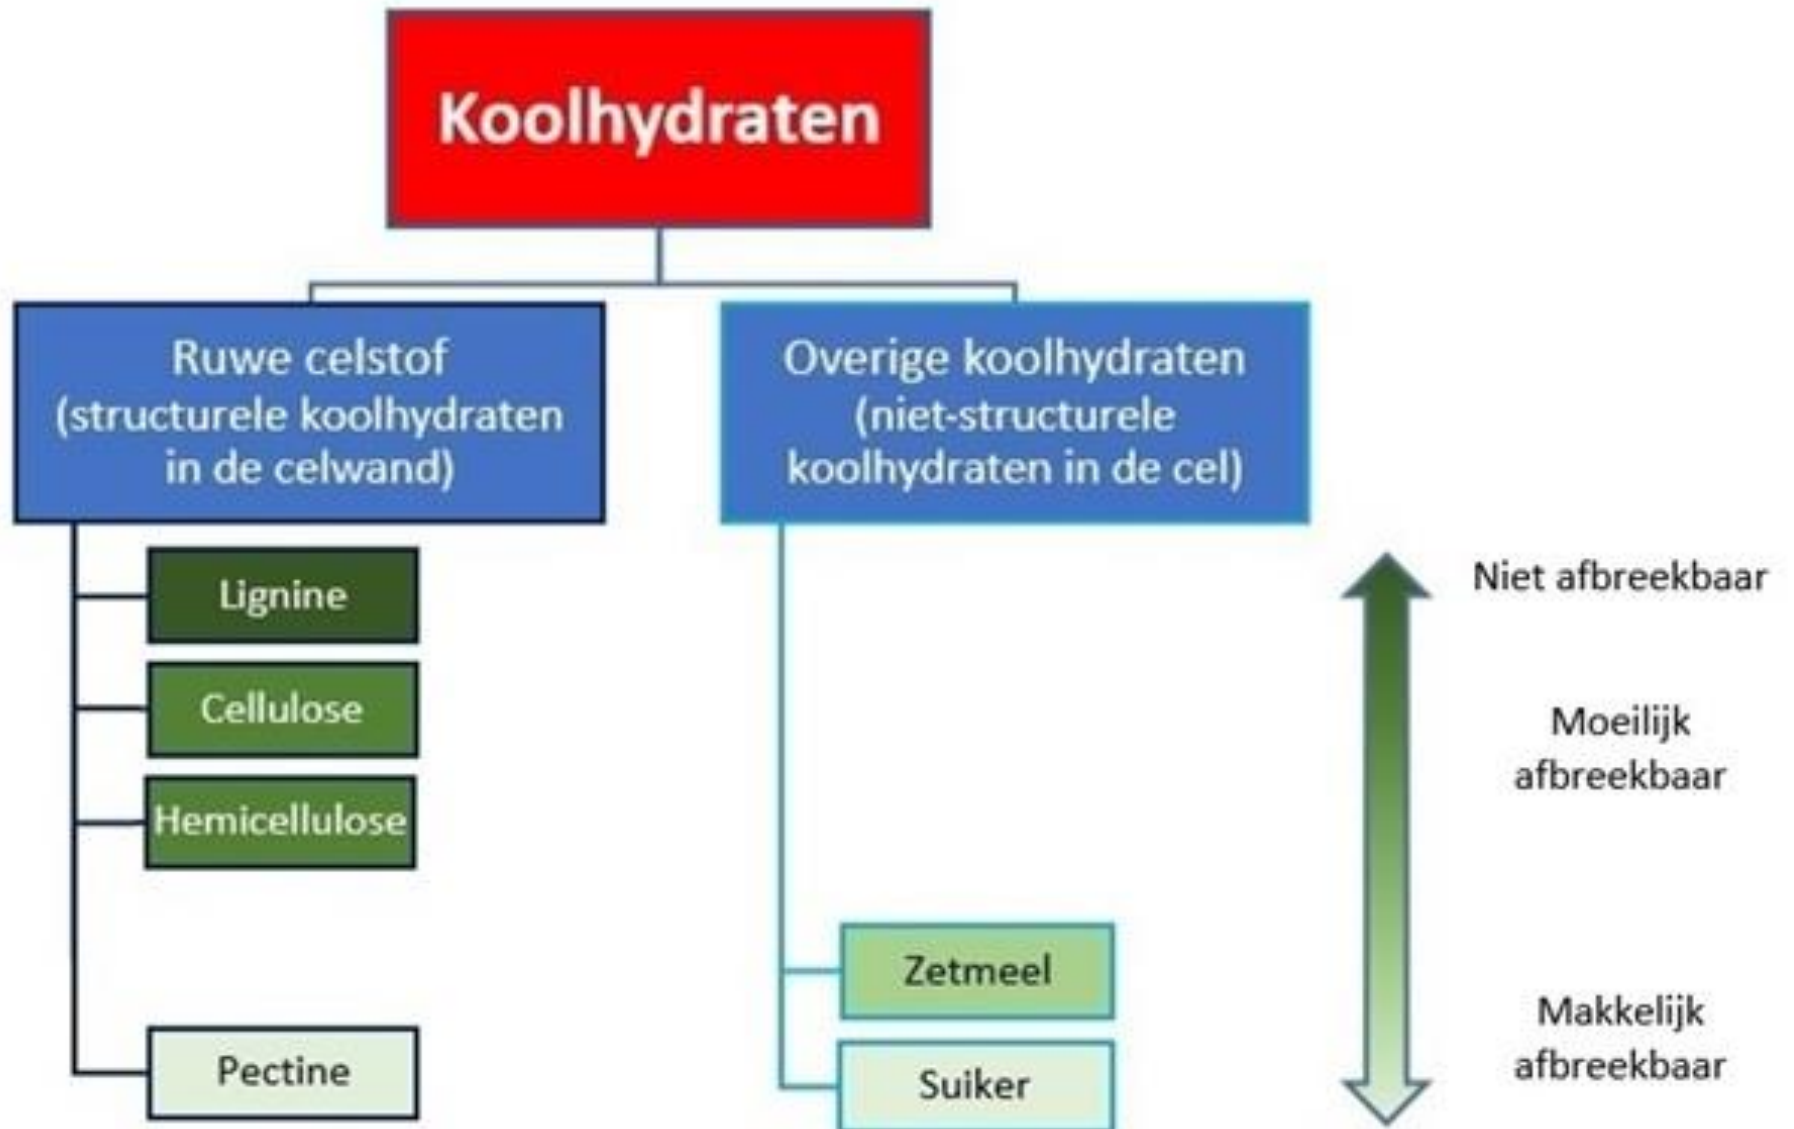 Koolhydraten
Ruwe celstof
(structurele koolhydraten
in de celwand)
Overige koolhydraten
(niet-structurele
koolhydraten in de cel)
Lignine
Cellulose
Hemicellulose
Pectine
Zetmeel
Suiker
Niet afbreekbaar
Moeilijk
afbreekbaar
Makkelijk
afbreekbaar